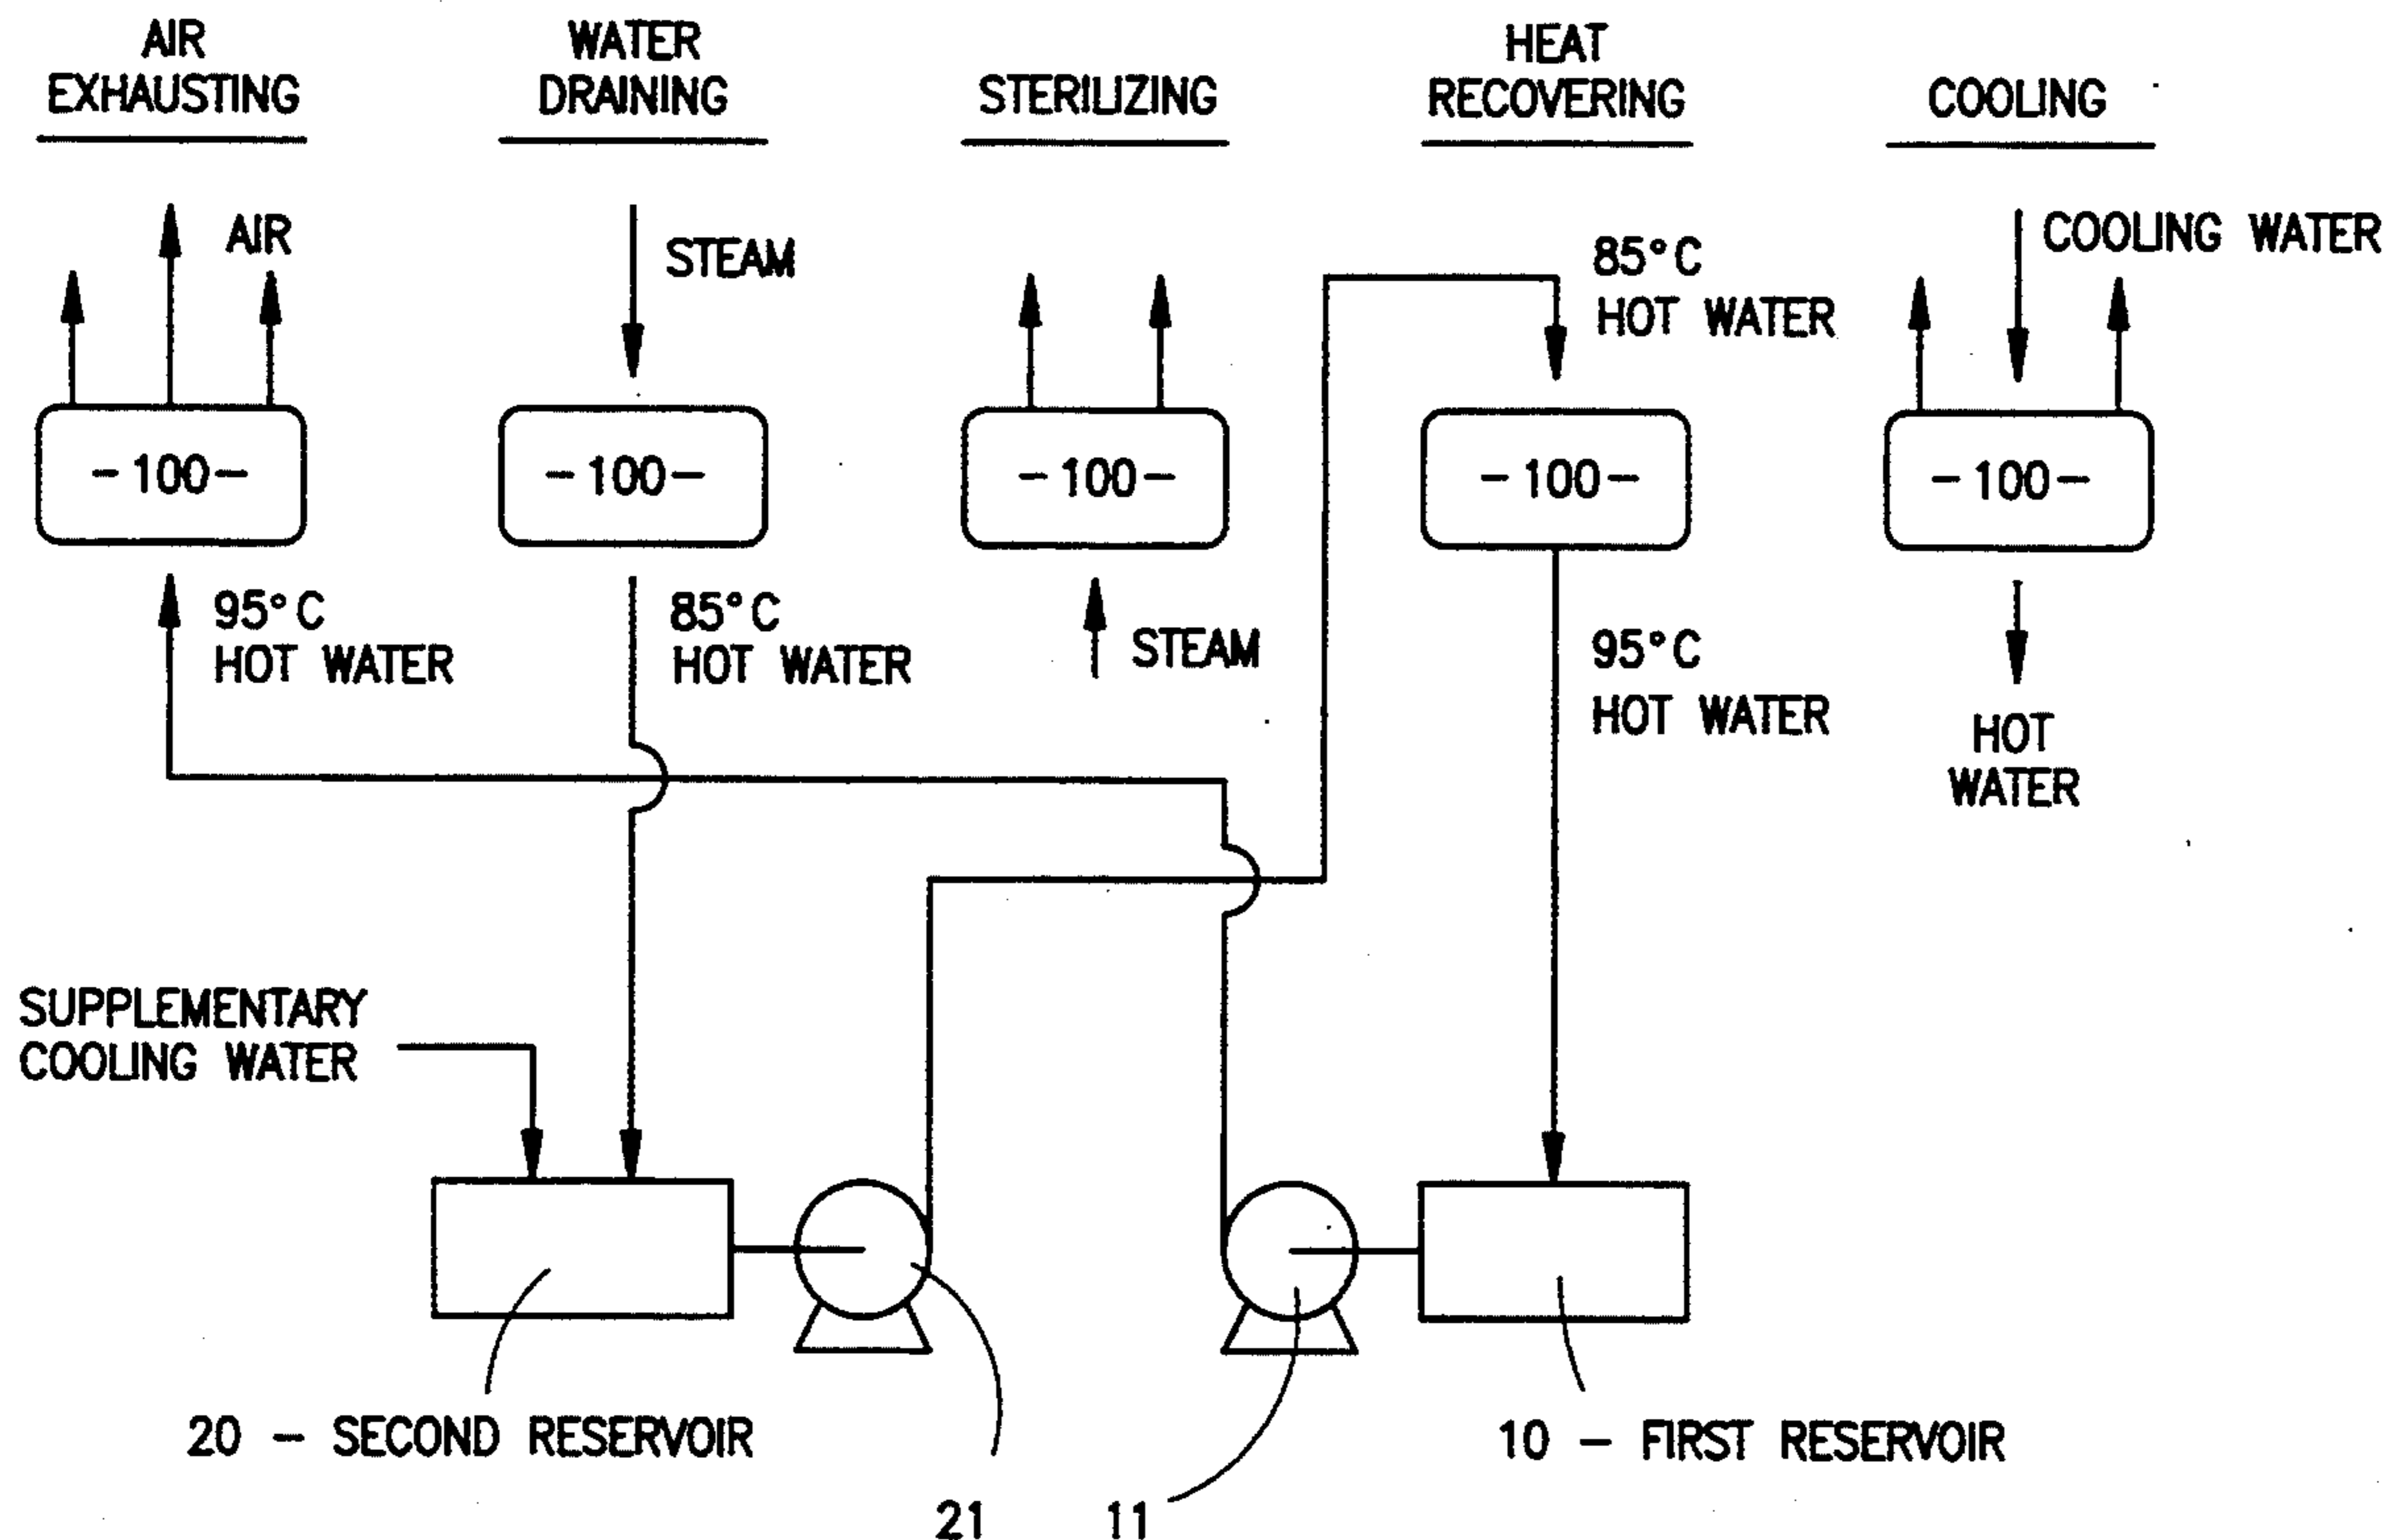 AIR
EXHAUSTING
WATER
DRAINING
STERILIZING
HEAT
RECOVERING
COOLING
AIR
STEAM
85°C
HOT WATER
COOLING WATER
-100-
-100-
-100-
-100-
-100-
95°C
HOT WATER
85°C
HOT WATER
STEAM
95°C
HOT WATER
HOT
WATER
SUPPLEMENTARY
COOLING WATER
20 - SECOND RESERVOIR
10 - FIRST RESERVOIR
21
11